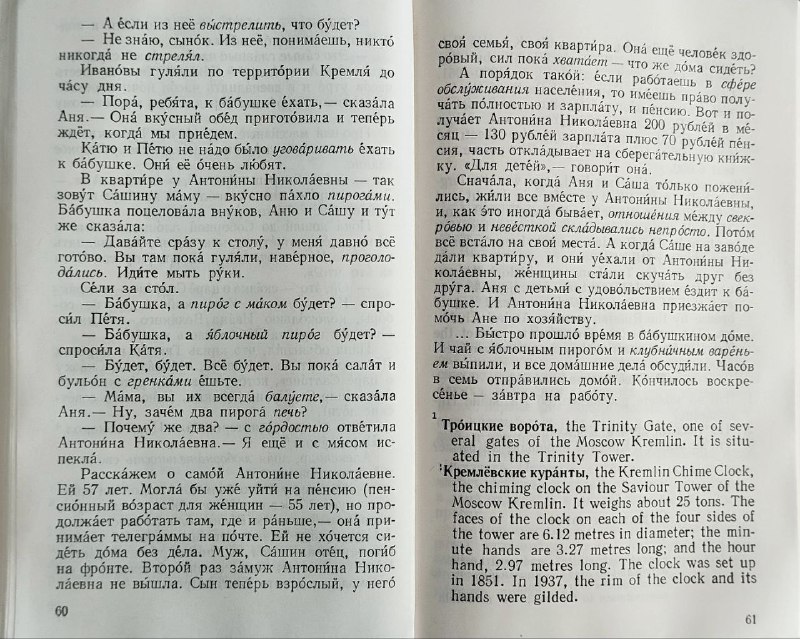 — А е́сли из неё вы́стрелить, что бу́дет?
— Не зна́ю, сыно́к. Из неё, понима́ешь, никто́
никогда́ не стреля́л.
Ивано́вы гуля́ли по террито́рии Кремля́ до
ча́су дня.
— Пора́, ребя́та, к ба́бушке е́хать,— сказа́ла
Аня.— Она́ вку́сный обе́д пригото́вила и тепе́рь
ждёт, когда́ мы прие́дем.
Ка́тю и Пе́тю не на́до бы́ло угова́ривать е́хать
к ба́бушке. Они́ её о́чень лю́бят.
В кварти́ре у Антони́ны Никола́евны — так
зову́т Са́шину ма́му — вку́сно па́хло пирога́ми.
Ба́бушка поцелова́ла вну́ков, Аню и Са́шу и тут
же сказа́ла:
— Дава́йте сра́зу к столу́, у меня́ давно́ всё
гото́во. Вы там пока́ гуля́ли, наве́рное, проголо-
да́лись. Иди́те мыть ру́ки.
Се́ли за стол.
— Ба́бушка, а пиро́г с ма́ком бу́дет? — спро-
си́л Пе́тя.
— Ба́бушка, а я́блочный пиро́г бу́дет? —
спроси́ла Ка́тя.
— Бу́дет, бу́дет. Всё бу́дет. Вы пока́ сала́т и
бульо́н с гре́нками е́шьте.
— Ма́ма, вы их всегда́ балу́ете,— сказа́ла
Аня.— Ну, заче́м два пирога́ печь?
— Почему́ же два? — с го́рдостью отве́тила
Антони́на Никола́евна.— Я ещё и с мя́сом ис-
пекла́.
Расска́жем о само́й Антони́не Никола́евне.
Ей 57 лет. Могла́ бы уже́ уйти́ на пе́нсию (пен-
сио́нный во́зраст для же́нщин — 55 лет), но про-
должа́ет рабо́тать там, где и ра́ньше,— она́ при-
нима́ет телегра́ммы на по́чте. Ей не хо́чется си-
де́ть до́ма без де́ла. Муж, Са́шин оте́ц, поги́б
на фро́нте. Второ́й раз за́муж Антони́на Нико-
ла́евна не вы́шла. Сын тепе́рь взро́слый, у него́
60
своя́ семья́, своя́ кварти́ра. Она́ ещё челове́к здо-
ро́вый, сил пока́ хвата́ет — что же до́ма сиде́ть?
А поря́док тако́й: е́сли рабо́таешь в сфе́ре
обслу́живания населе́ния, то име́ешь пра́во полу-
ча́ть по́лностью и зарпла́ту, и пе́нсию. Вот и по-
луча́ет Антони́на Никола́евна 200 рубле́й в ме́-
сяц — 130 рубле́й зарпла́та плюс 70 рубле́й пе́н-
сия, часть откла́дывает на сберега́тельную кни́ж-
ку. «Для дете́й»,— говори́т она́.
Снача́ла, когда́ Аня и Са́ша то́лько пожени́-
лись, жи́ли все вме́сте у Антони́ны Никола́евны,
и, как э́то иногда́ быва́ет, отноше́ния ме́жду свек-
ро́вью и неве́сткой скла́дывались непро́сто. Пото́м
всё вста́ло на свои́ места́. А когда́ Са́ше на заво́де
да́ли кварти́ру, и они́ уе́хали от Антони́ны Ни-
кола́евны, же́нщины ста́ли скуча́ть друг без
дру́га. Аня с детьми́ с удово́льствием е́здит к ба́-
бушке. И Антони́на Никола́евна приезжа́ет по-
мо́чь Ане по хозя́йству.
... Бы́стро прошло́ вре́мя в ба́бушкином до́ме.
И чай с я́блочным пирого́м и клубни́чным варе́нь-
ем вы́пили, и все дома́шние дела́ обсуди́ли. Часо́в
в семь отпра́вились домо́й. Ко́нчилось воскре-
се́нье — за́втра на рабо́ту.
1 Тро́ицкие воро́та, the Trinity Gate, one of sev-
eral gates of the Moscow Kremlin. It is situ-
ated in the Trinity Tower.
Кремлёвские кура́нты, the Kremlin Chime Clock,
the chiming clock on the Saviour Tower of the
Moscow Kremlin. It weighs about 25 tons. The
faces of the clock on each of the four sides of
the tower are 6.12 metres in diameter; the min-
ute hands are 3.27 metres long; and the hour
hand, 2.97 metres long. The clock was set up
in 1851. In 1937, the rim of the clock and its
hands were gilded.
61